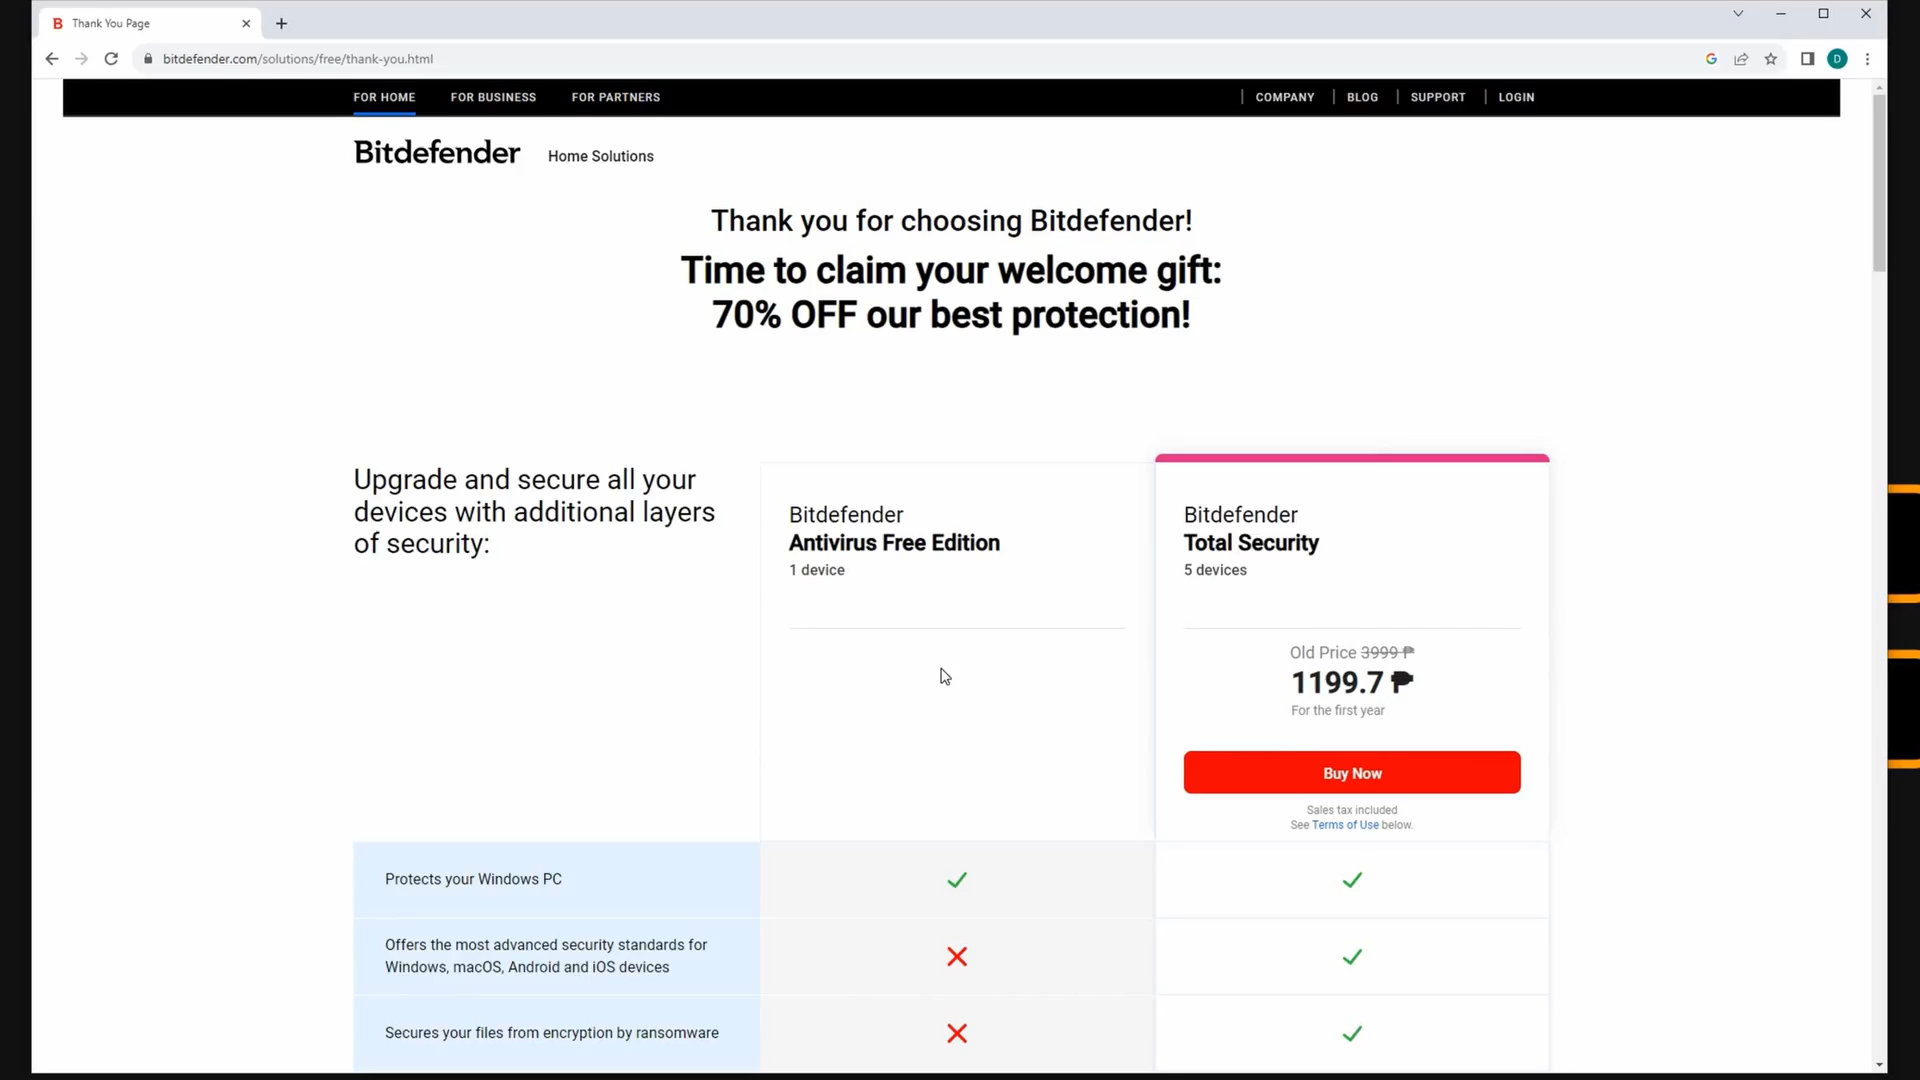 B Thank You Page
bitdefender.com/solutions/free/thank-you.html
G
D
FOR HOME FOR BUSINESS FOR PARTNERS COMPANY BLOG SUPPORT LOGIN
Bitdefender Home Solutions
Thank you for choosing Bitdefender!
Time to claim your welcome gift:
70% OFF our best protection!
Upgrade and secure all your
devices with additional layers
of security:
Bitdefender
Antivirus Free Edition
1 device
Bitdefender
Total Security
5 devices
Old Price 3999 ₱
1199.7 ₱
For the first year
Buy Now
Sales tax included
See Terms of Use below.
Protects your Windows PC
Offers the most advanced security standards for
Windows, macOS, Android and iOS devices
Secures your files from encryption by ransomware